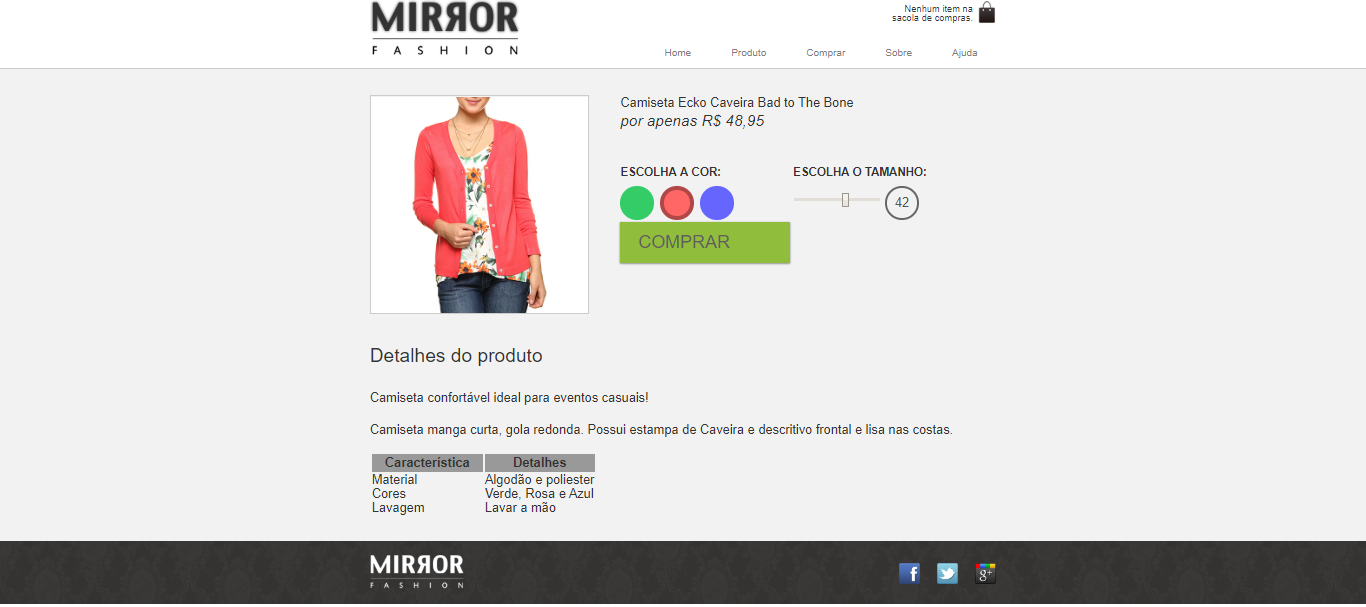 MIRЯOR
FASHION
Nenhum item na
sacola de compras.
Home Produto Comprar Sobre Ajuda
Camiseta Ecko Caveira Bad to The Bone
por apenas R$ 48,95
ESCOLHA A COR: ESCOLHA O TAMANHO:
42
COMPRAR
Detalhes do produto
Camiseta confortável ideal para eventos casuais!
Camiseta manga curta, gola redonda. Possui estampa de Caveira e descritivo frontal e lisa nas costas.
Característica Detalhes
Material Algodão e poliester
Cores Verde, Rosa e Azul
Lavagem Lavar a mão
MIRЯOR
FASHION
f g+